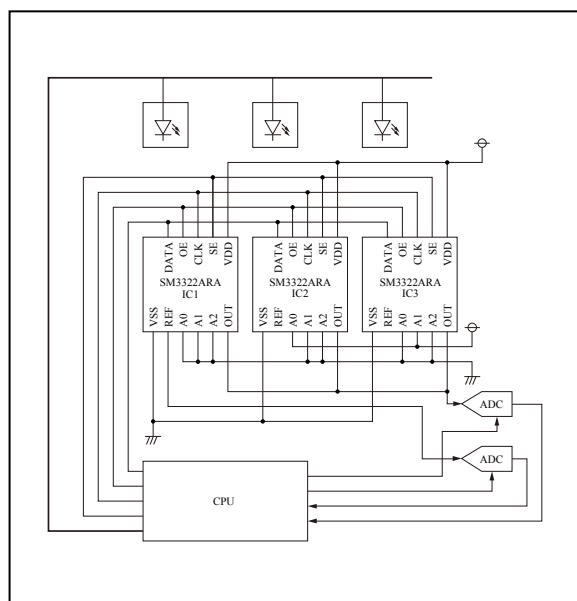 DATA OE CLK SE VDD
SM3322ARA
IC1
VSS REF A0 A1 A2 OUT
DATA OE CLK SE VDD
SM3322ARA
IC2
VSS A0 A1 A2 OUT
DATA OE CLK SE VDD
SM3322ARA
IC3
VSS REF A0 A1 A2 OUT
ADC
ADC
CPU